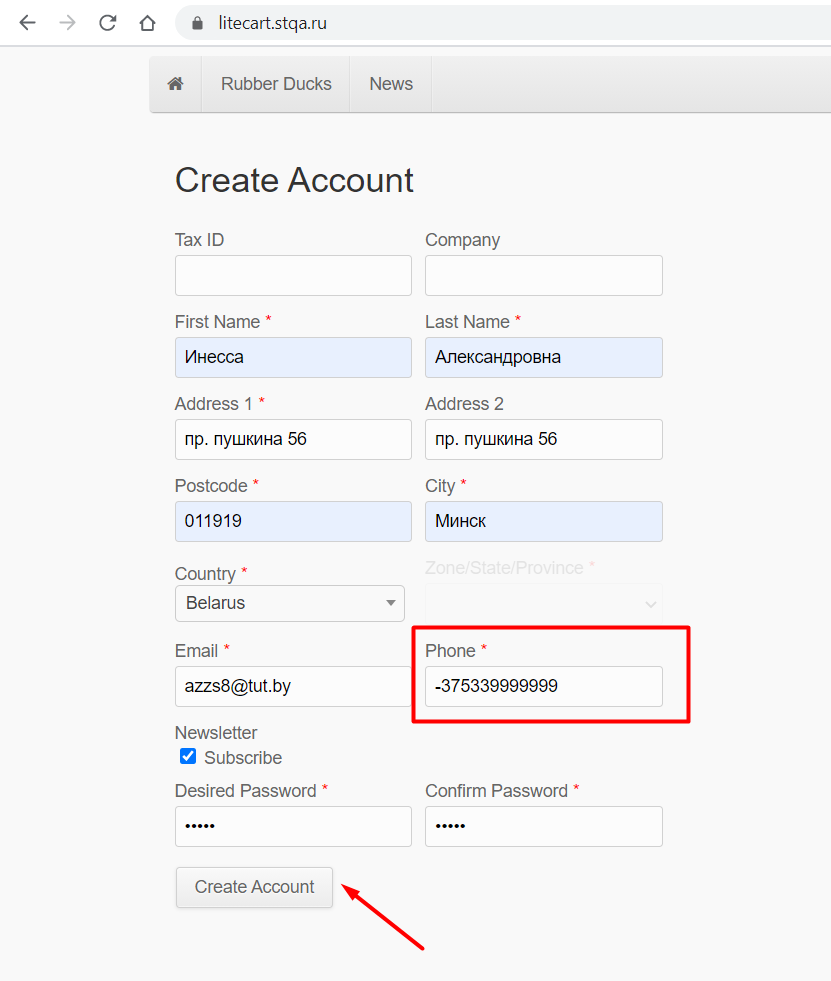 litecart.stqa.ru
Rubber Ducks News
Create Account
Tax ID Company
First Name * Last Name *
Инесса Александровна
Address 1 * Address 2
пр. пушкина 56 пр. пушкина 56
Postcode * City *
011919 Минск
Country * Zone/State/Province *
Belarus
Email * Phone *
azzs8@tut.by -375339999999
Newsletter
Subscribe
Desired Password * Confirm Password *
••••• •••••
Create Account